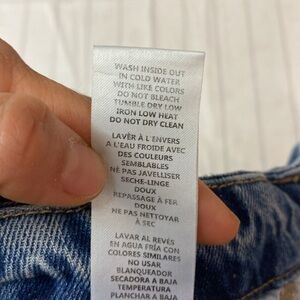 WASH INSIDE OUT
IN COLD WATER
WITH LIKE COLORS
DO NOT BLEACH
TUMBLE DRY LOW
IRON LOW HEAT
DO NOT DRY CLEAN
LAVÈR À L'ENVERS
A L'EAU FROIDE AVEC
DES COULEURS
SEMBLABLES
NE PAS JAVELLISER
SECHE-LINGE
DOUX
REPASSAGE À FER
DOUX
NE PAS NETTOYAR
À SEC
LAVAR AL REVÉS
EN AGUA FRÍA CON
COLORES SIMILARES
NO USAR
BLANQUEADOR
SECADORA A BAJA
TEMPERATURA
PLANCHAR A BAJA